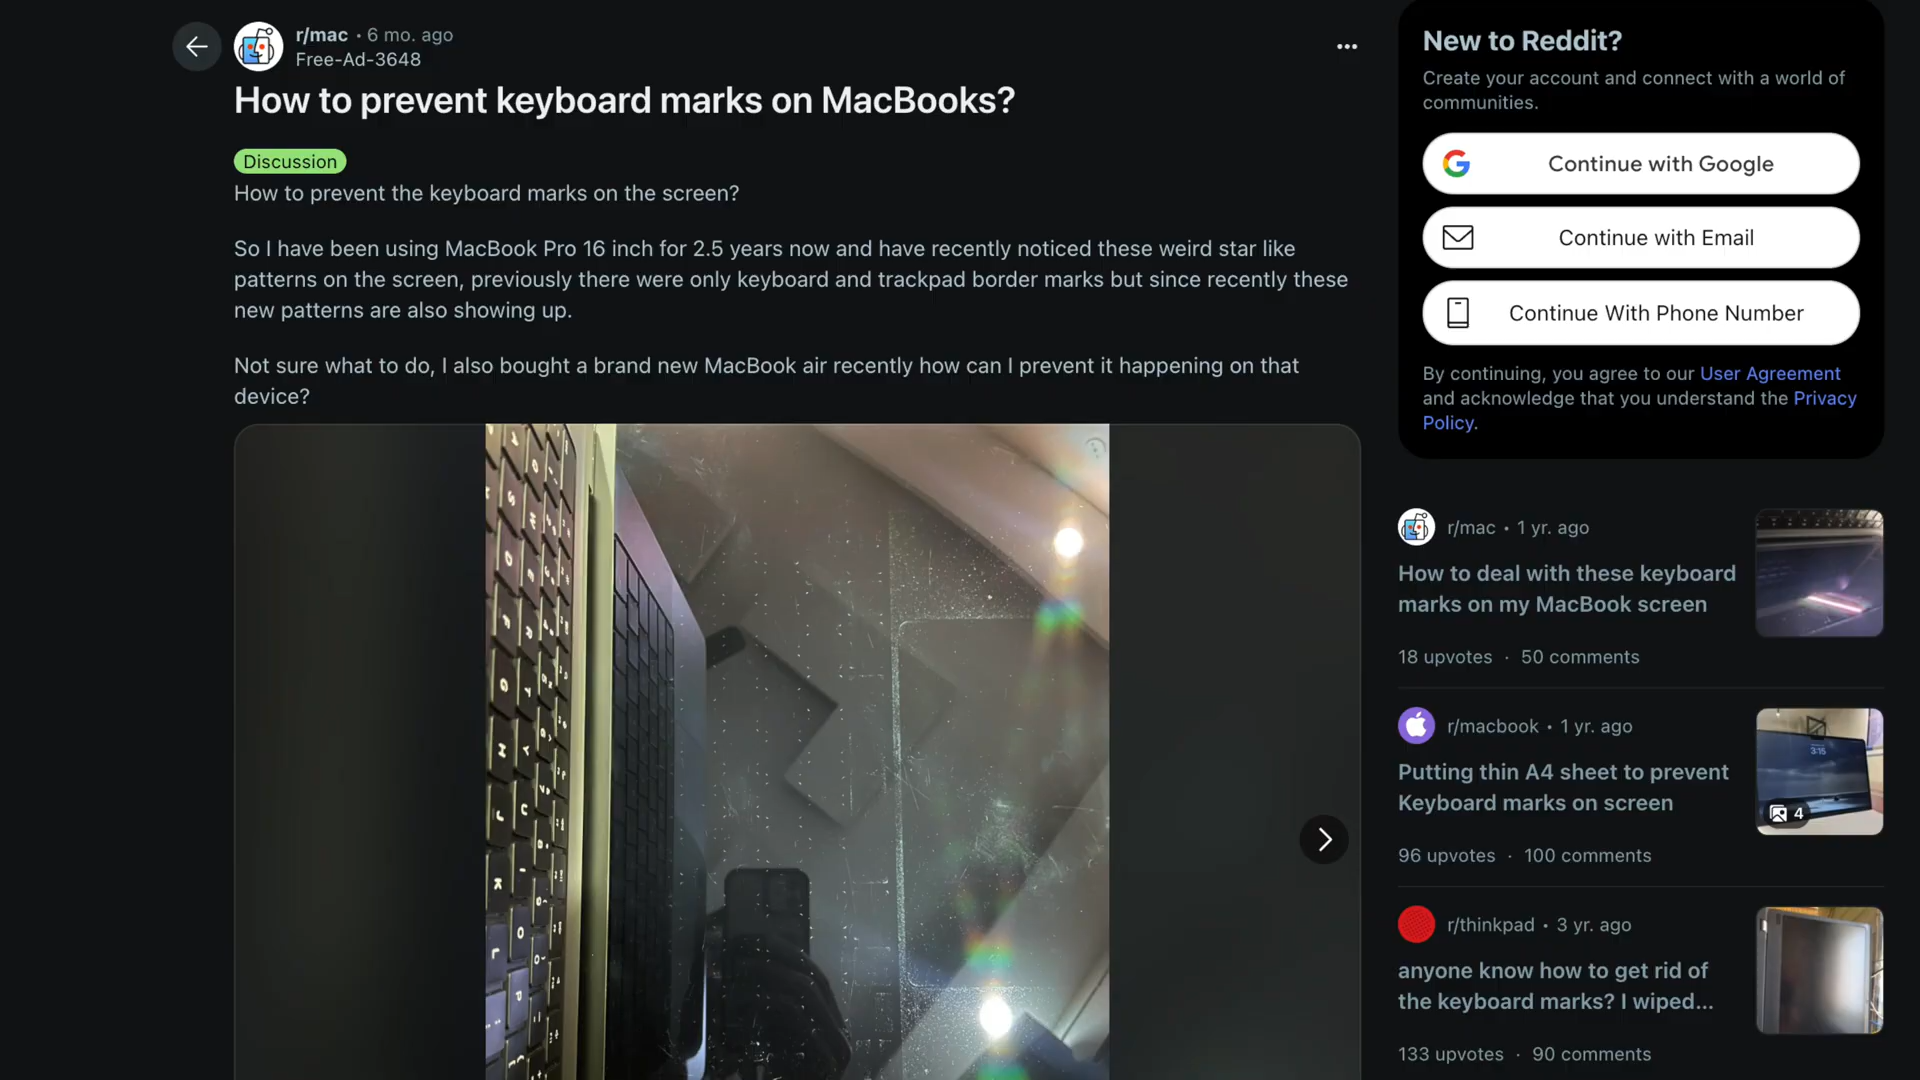 r/mac • 6 mo. ago
Free-Ad-3648
How to prevent keyboard marks on MacBooks?
Discussion
How to prevent the keyboard marks on the screen?
So I have been using MacBook Pro 16 inch for 2.5 years now and have recently noticed these weird star like
patterns on the screen, previously there were only keyboard and trackpad border marks but since recently these
new patterns are also showing up.
Not sure what to do, I also bought a brand new MacBook air recently how can I prevent it happening on that
device?
New to Reddit?
Create your account and connect with a world of
communities.
Continue with Google
Continue with Email
Continue With Phone Number
By continuing, you agree to our User Agreement
and acknowledge that you understand the Privacy
Policy.
r/mac • 1 yr. ago
How to deal with these keyboard
marks on my MacBook screen
18 upvotes · 50 comments
r/macbook • 1 yr. ago
Putting thin A4 sheet to prevent
Keyboard marks on screen
3:15
4
96 upvotes · 100 comments
r/thinkpad • 3 yr. ago
anyone know how to get rid of
the keyboard marks? I wiped...
133 upvotes · 90 comments